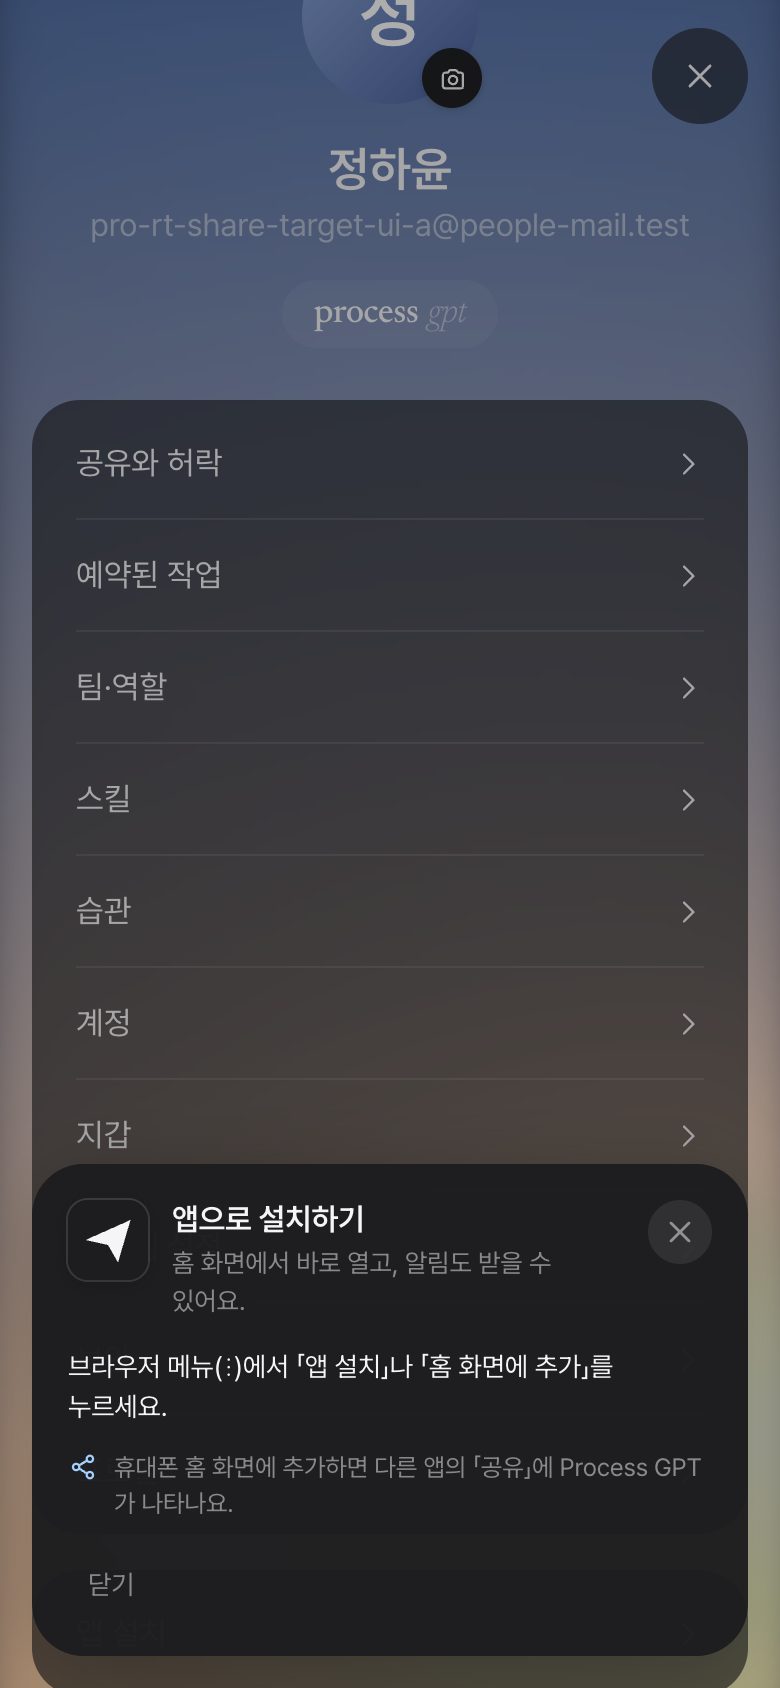 정
정하윤
pro-rt-share-target-ui-a@people-mail.test
process gpt
공유와 허락
예약된 작업
팀·역할
스킬
습관
계정
지갑
앱으로 설치하기
홈 화면에서 바로 열고, 알림도 받을 수
있어요.
브라우저 메뉴(⋮)에서 「앱 설치」나 「홈 화면에 추가」를
누르세요.
휴대폰 홈 화면에 추가하면 다른 앱의 「공유」에 Process GPT
가 나타나요.
닫기
앱 설치